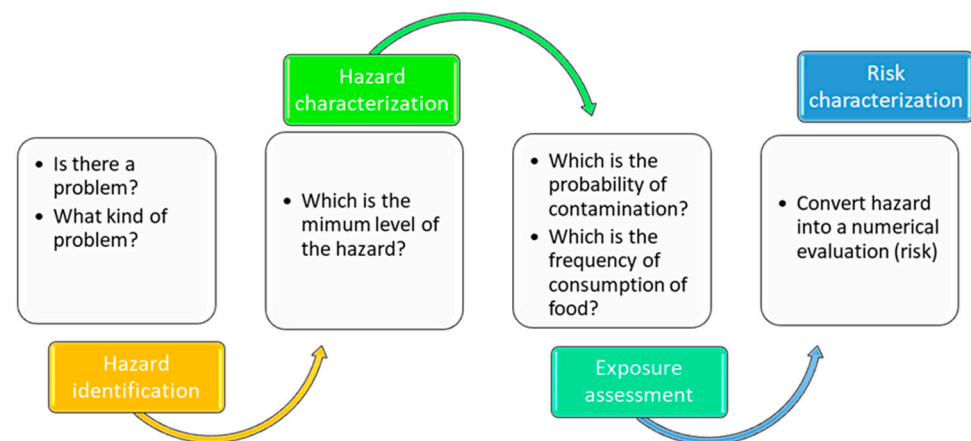 Hazard
identification
• Is there a
problem?
• What kind of
problem?
Hazard
characterization
• Which is the
mimum level of
the hazard?
• Which is the
probability of
contamination?
• Which is the
frequency of
consumption of
food?
Exposure
assessment
Risk
characterization
• Convert hazard
into a numerical
evaluation (risk)